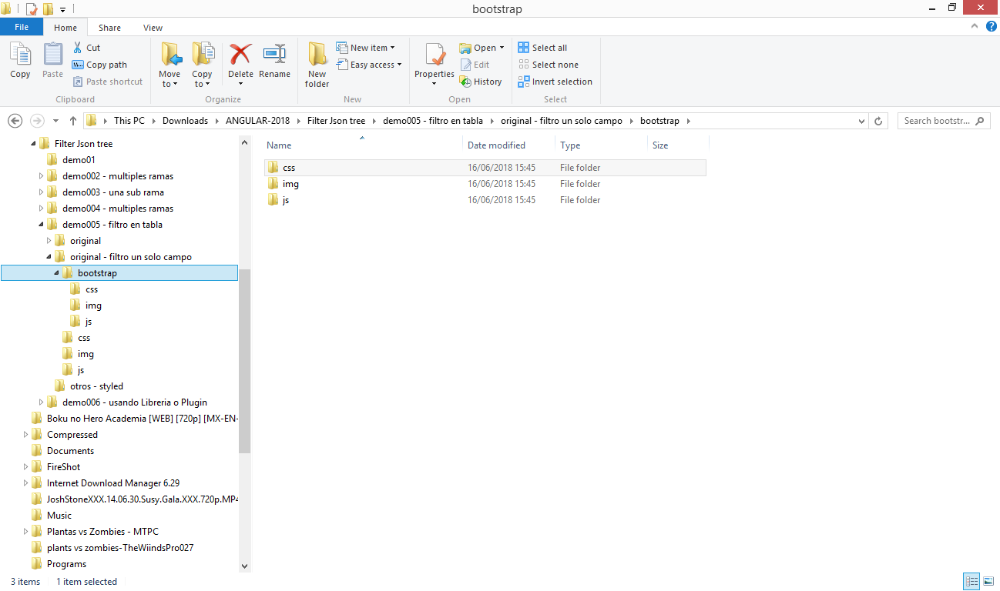 bootstrap
File Home Share View
Copy
Paste
Cut
Copy path
Paste shortcut
Clipboard
Move to
Copy to
Delete
Rename
Organize
New folder
New item
Easy access
New
Properties
Open
Edit
History
Open
Select all
Select none
Invert selection
Select
This PC Downloads ANGULAR-2018 Filter Json tree demo005 - filtro en tabla original - filtro un solo campo bootstrap
Search bootstr...
Filter Json tree
demo01
demo002 - multiples ramas
demo003 - una sub rama
demo004 - multiples ramas
demo005 - filtro en tabla
original
original - filtro un solo campo
bootstrap
css
img
js
css
img
js
otros - styled
demo006 - usando Libreria o Plugin
Boku no Hero Academia [WEB] [720p] [MX-EN-
Compressed
Documents
FireShot
Internet Download Manager 6.29
JoshStoneXXX.14.06.30.Susy.Gala.XXX.720p.MP4
Music
Plantas vs Zombies - MTPC
plants vs zombies-TheWiindsPro027
Programs
Name Date modified Type Size
css 16/06/2018 15:45 File folder
img 16/06/2018 15:45 File folder
js 16/06/2018 15:45 File folder
3 items 1 item selected